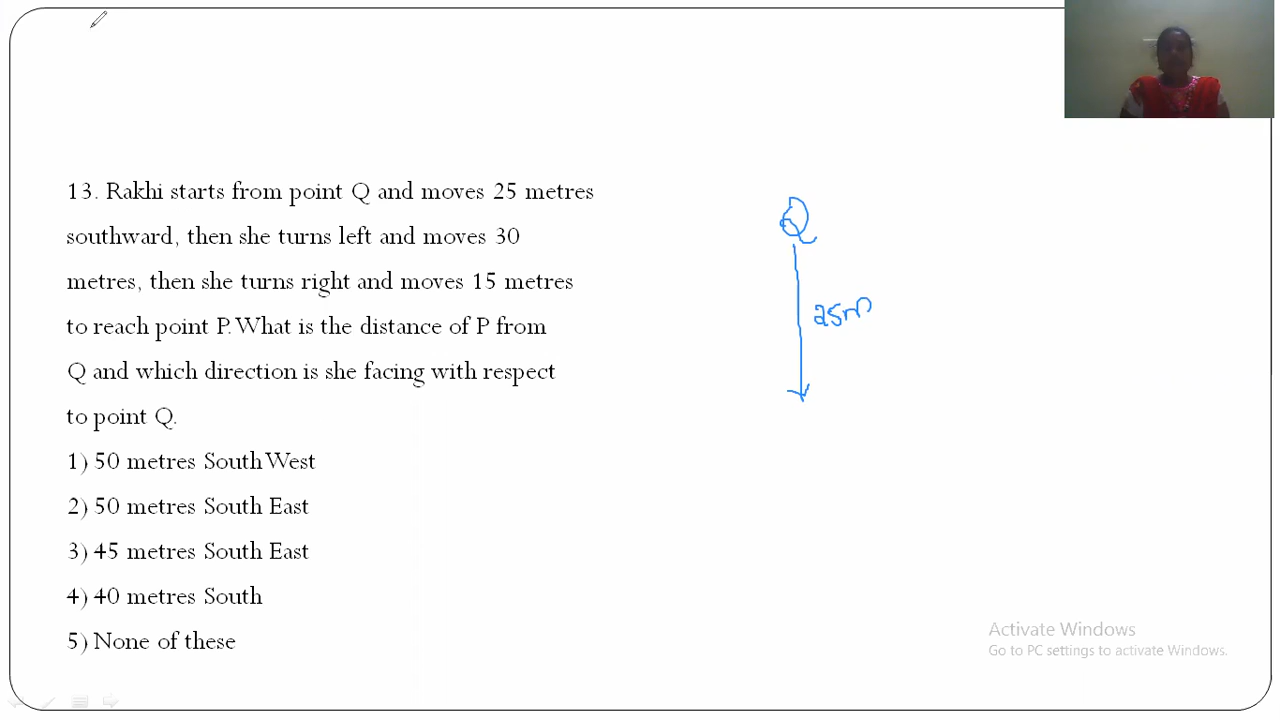 13. Rakhi starts from point Q and moves 25 metres
southward, then she turns left and moves 30
metres, then she turns right and moves 15 metres
to reach point P. What is the distance of P from
Q and which direction is she facing with respect
to point Q.
1) 50 metres South West
2) 50 metres South East
3) 45 metres South East
4) 40 metres South
5) None of these
Q
25m
Activate Windows
Go to PC settings to activate Windows.